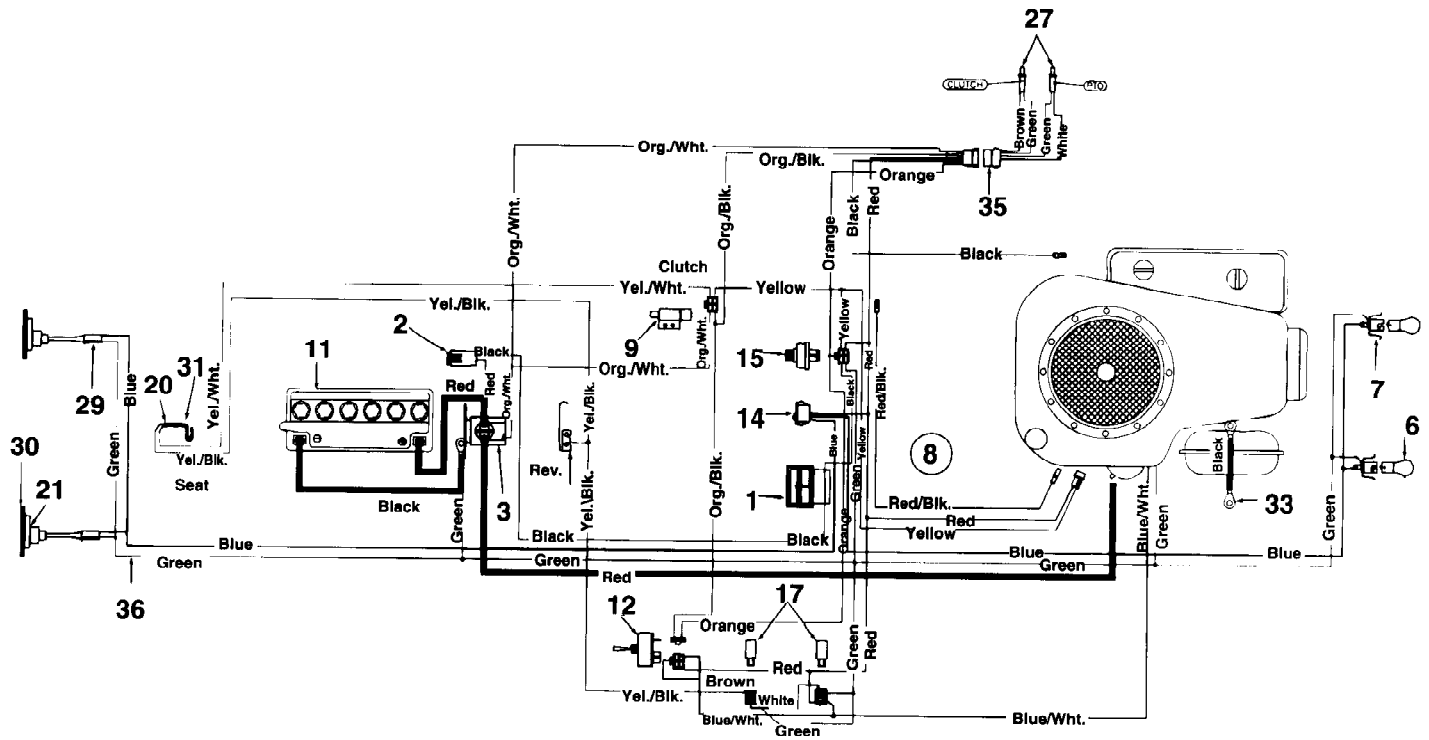 27
CLUTCH
PTO
Brown
Green
Green
White
Org./Wht.
Org./Blk.
Orange
35
Org./Wht.
Org./Blk.
Orange
Black
Red
Black
Clutch
Yel./Wht.
Yellow
Yel./Blk.
2
Black
9
Org./Wht.
Yellow
15
Red
7
29
Blue
20
31
Yel./Wht.
11
Red
Red
Org./Wht.
Org./Wht.
Yel./Blk.
Black
Red/Blk.
14
6
30
Green
Yel./Blk.
Seat
Rev.
Blue
Yellow
8
Black
21
Black
Green
3
Yel.\Blk.
Org./Blk.
1
Green
Orange
Red/Blk.
Red
Yellow
Blue/Wht.
Green
33
Green
Blue
Green
Black
Green
Black
Blue
Green
Blue
Red
36
12
17
Orange
Green
Red
Red
Brown
Yel./Blk.
White
Blue/Wht.
Green
Blue/Wht.